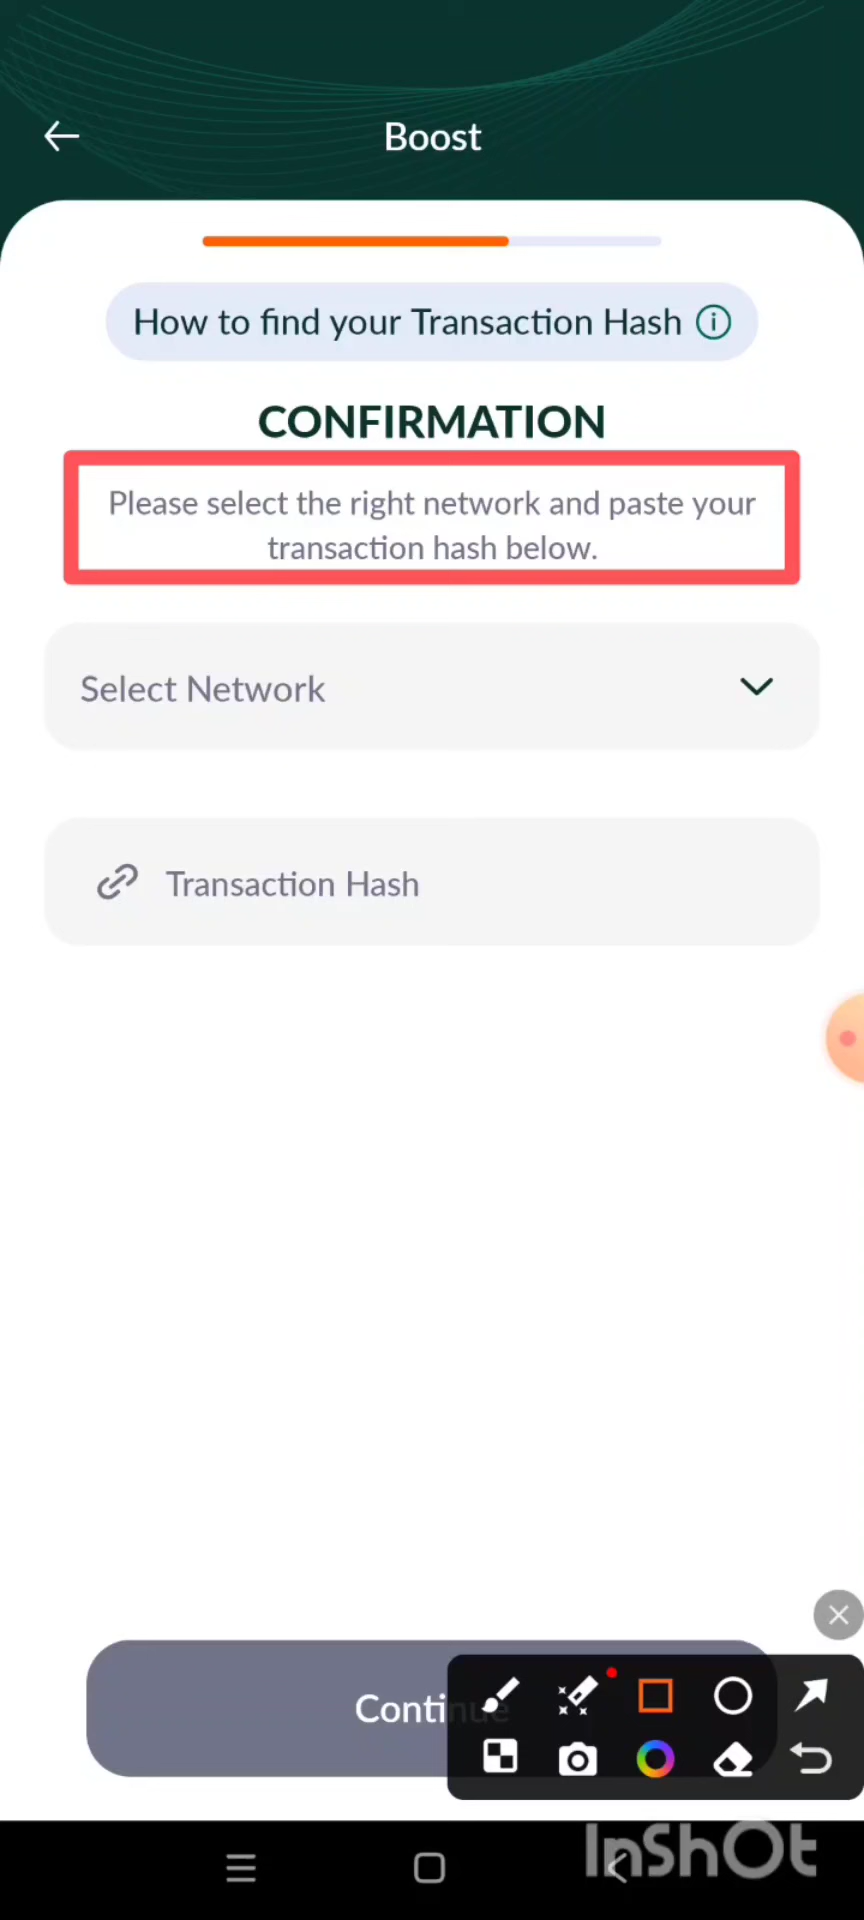 Boost
How to find your Transaction Hash
CONFIRMATION
Please select the right network and paste your
transaction hash below.
Select Network
Transaction Hash
Continue
InShOt